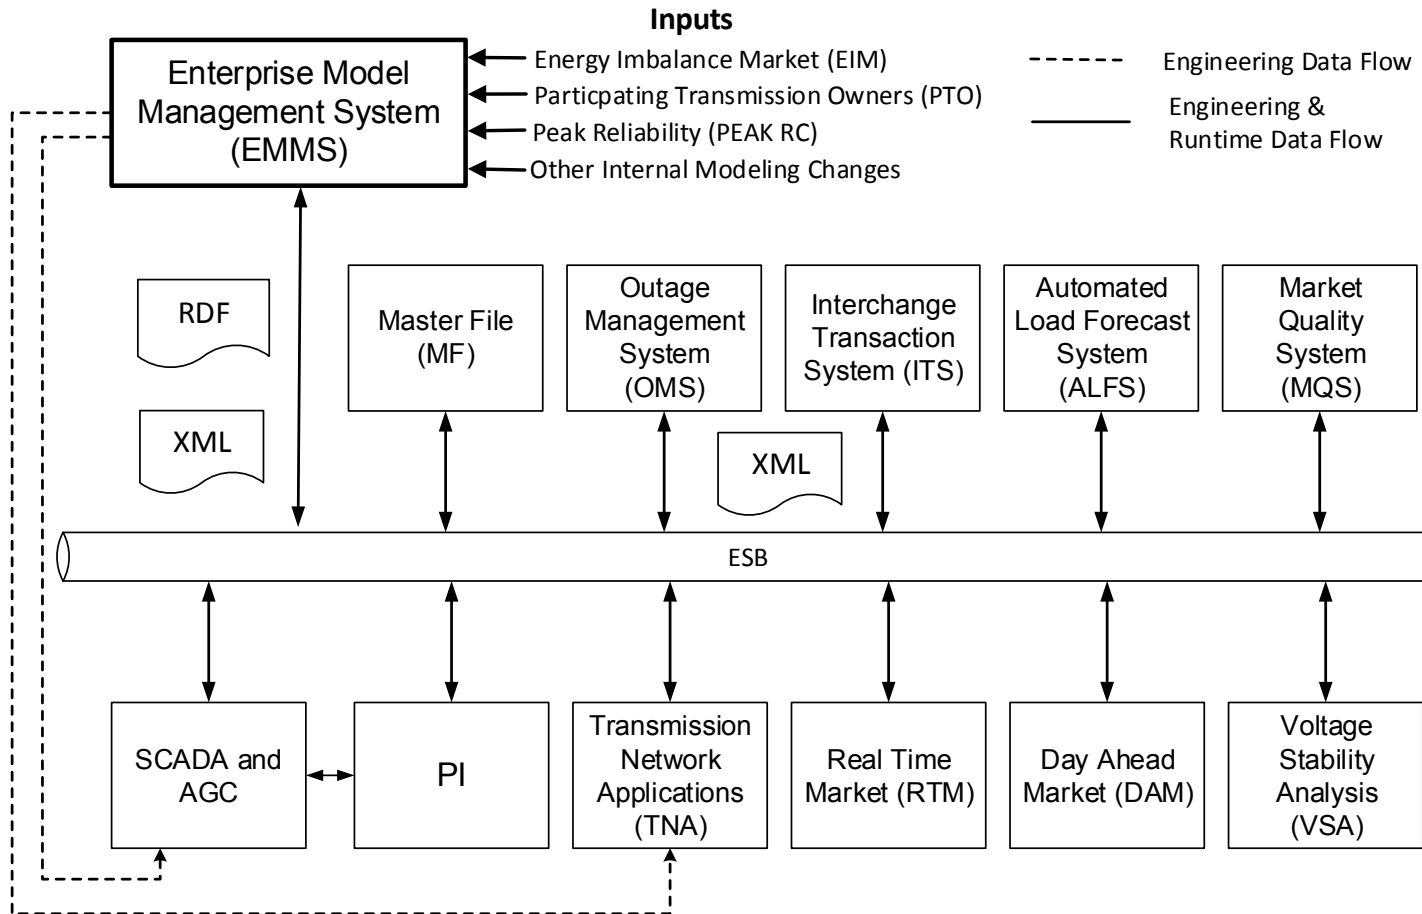 Inputs
Enterprise Model
Management System
(EMMS)
Energy Imbalance Market (EIM)
Particpating Transmission Owners (PTO)
Peak Reliability (PEAK RC)
Other Internal Modeling Changes
Engineering Data Flow
Engineering &
Runtime Data Flow
RDF
XML
Master File
(MF)
Outage
Management
System
(OMS)
Interchange
Transaction
System (ITS)
Automated
Load Forecast
System
(ALFS)
Market
Quality
System
(MQS)
XML
ESB
SCADA and
AGC
PI
Transmission
Network
Applications
(TNA)
Real Time
Market (RTM)
Day Ahead
Market (DAM)
Voltage
Stability
Analysis
(VSA)